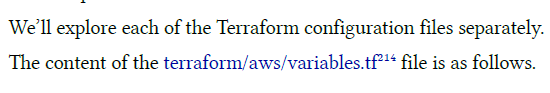 We’ll explore each of the Terraform configuration files separately.
The content of the terraform/aws/variables.tf²¹⁴ file is as follows.